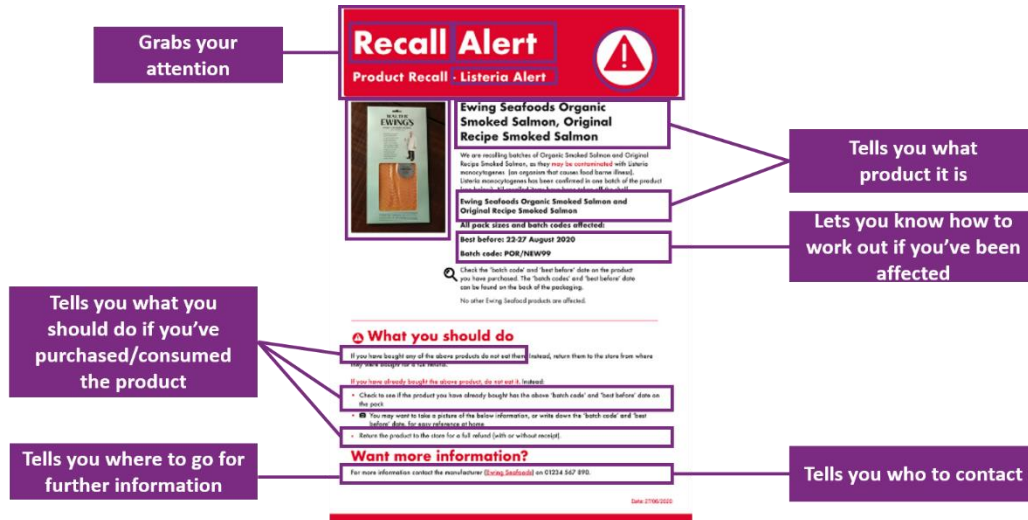 Grabs your
attention
Recall Alert
Product Recall - Listeria Alert
WALTER
EWING'S
Ewing Seafoods Organic
Smoked Salmon, Original
Recipe Smoked Salmon
We are recalling batches of Organic Smoked Salmon and Original
Recipe Smoked Salmon, as they may be contaminated with Listeria
monocytogenes (an organism that causes food borne illness).
Listeria monocytogenes has been confirmed in one batch of the product
Ewing Seafoods Organic Smoked Salmon and
Original Recipe Smoked Salmon
All pack sizes and batch codes affected:
Best before: 22-27 August 2020
Batch code: POR/NEW99
Check the 'batch code' and 'best before' date on the product
you have purchased. The 'batch codes' and 'best before' date
can be found on the back of the packaging.
No other Ewing Seafood products are affected.
Tells you what
product it is
Lets you know how to
work out if you've been
affected
Tells you what you
should do if you've
purchased/consumed
the product
What you should do
If you have bought any of the above products do not eat them. Instead, return them to the store from where
they were bought for a full refund.
If you have already bought the above product, do not eat it. Instead:
• Check to see if the product you have already bought has the above 'batch code' and 'best before' date on
the pack
• You may want to take a picture of the below information, or write down the 'batch code' and 'best
before' date, for easy reference at home
• Return the product to the store for a full refund (with or without receipt).
Want more information?
For more information contact the manufacturer (Ewing Seafoods) on 01234 567 890.
Tells you where to go for
further information
Tells you who to contact
Date 27/08/2020